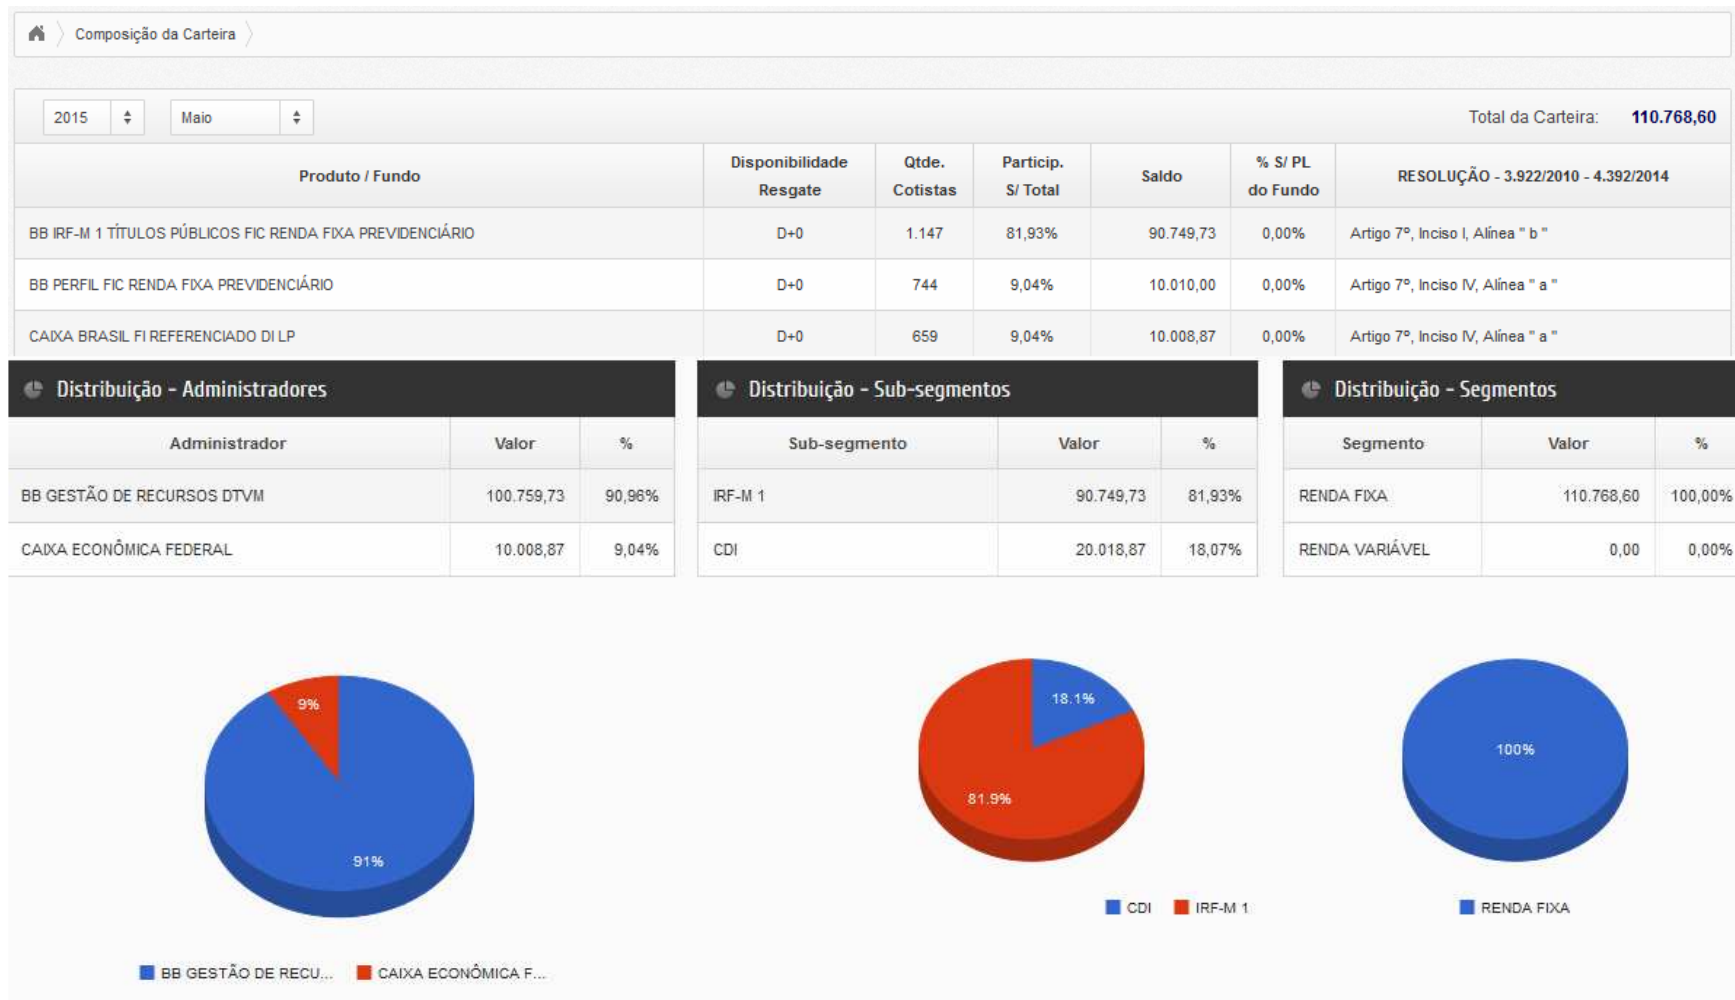 Composição da Carteira
2015 Maio Total da Carteira: 110.768,60
Produto / Fundo Disponibilidade Resgate Qtde. Cotistas Particip. S/ Total Saldo % S/ PL do Fundo RESOLUÇÃO - 3.922/2010 - 4.392/2014
BB IRF-M 1 TÍTULOS PÚBLICOS FIC RENDA FIXA PREVIDENCIÁRIO D+0 1.147 81,93% 90.749,73 0,00% Artigo 7º, Inciso I, Alínea " b "
BB PERFIL FIC RENDA FIXA PREVIDENCIÁRIO D+0 744 9,04% 10.010,00 0,00% Artigo 7º, Inciso IV, Alínea " a "
CAIXA BRASIL FI REFERENCIADO DI LP D+0 659 9,04% 10.008,87 0,00% Artigo 7º, Inciso IV, Alínea " a "
Distribuição - Administradores
Administrador Valor %
BB GESTÃO DE RECURSOS DTVM 100.759,73 90,96%
CAIXA ECONÔMICA FEDERAL 10.008,87 9,04%
Distribuição - Sub-segmentos
Sub-segmento Valor %
IRF-M 1 90.749,73 81,93%
CDI 20.018,87 18,07%
Distribuição - Segmentos
Segmento Valor %
RENDA FIXA 110.768,60 100,00%
RENDA VARIÁVEL 0,00 0,00%
9%
91%
BB GESTÃO DE RECU... CAIXA ECONÔMICA F...
18.1%
81.9%
CDI IRF-M 1
100%
RENDA FIXA